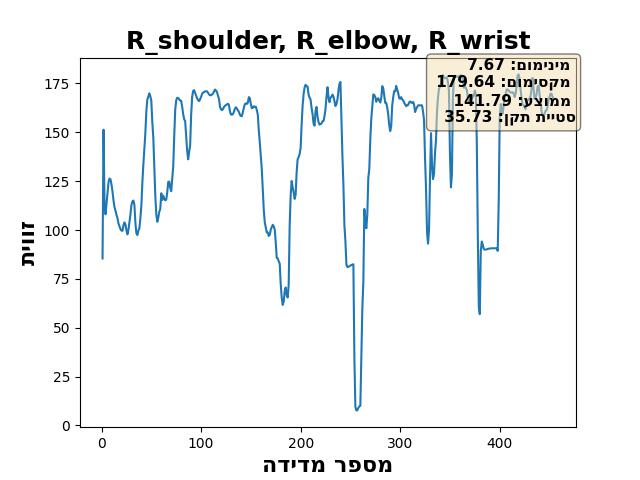 R_shoulder, R_elbow, R_wrist
מינימום: 7.67
מקסימום: 179.64
ממוצע: 141.79
סטיית תקן: 35.73
175
150
125
100
75
50
25
0
זווית
0 100 200 300 400
מספר מדידה